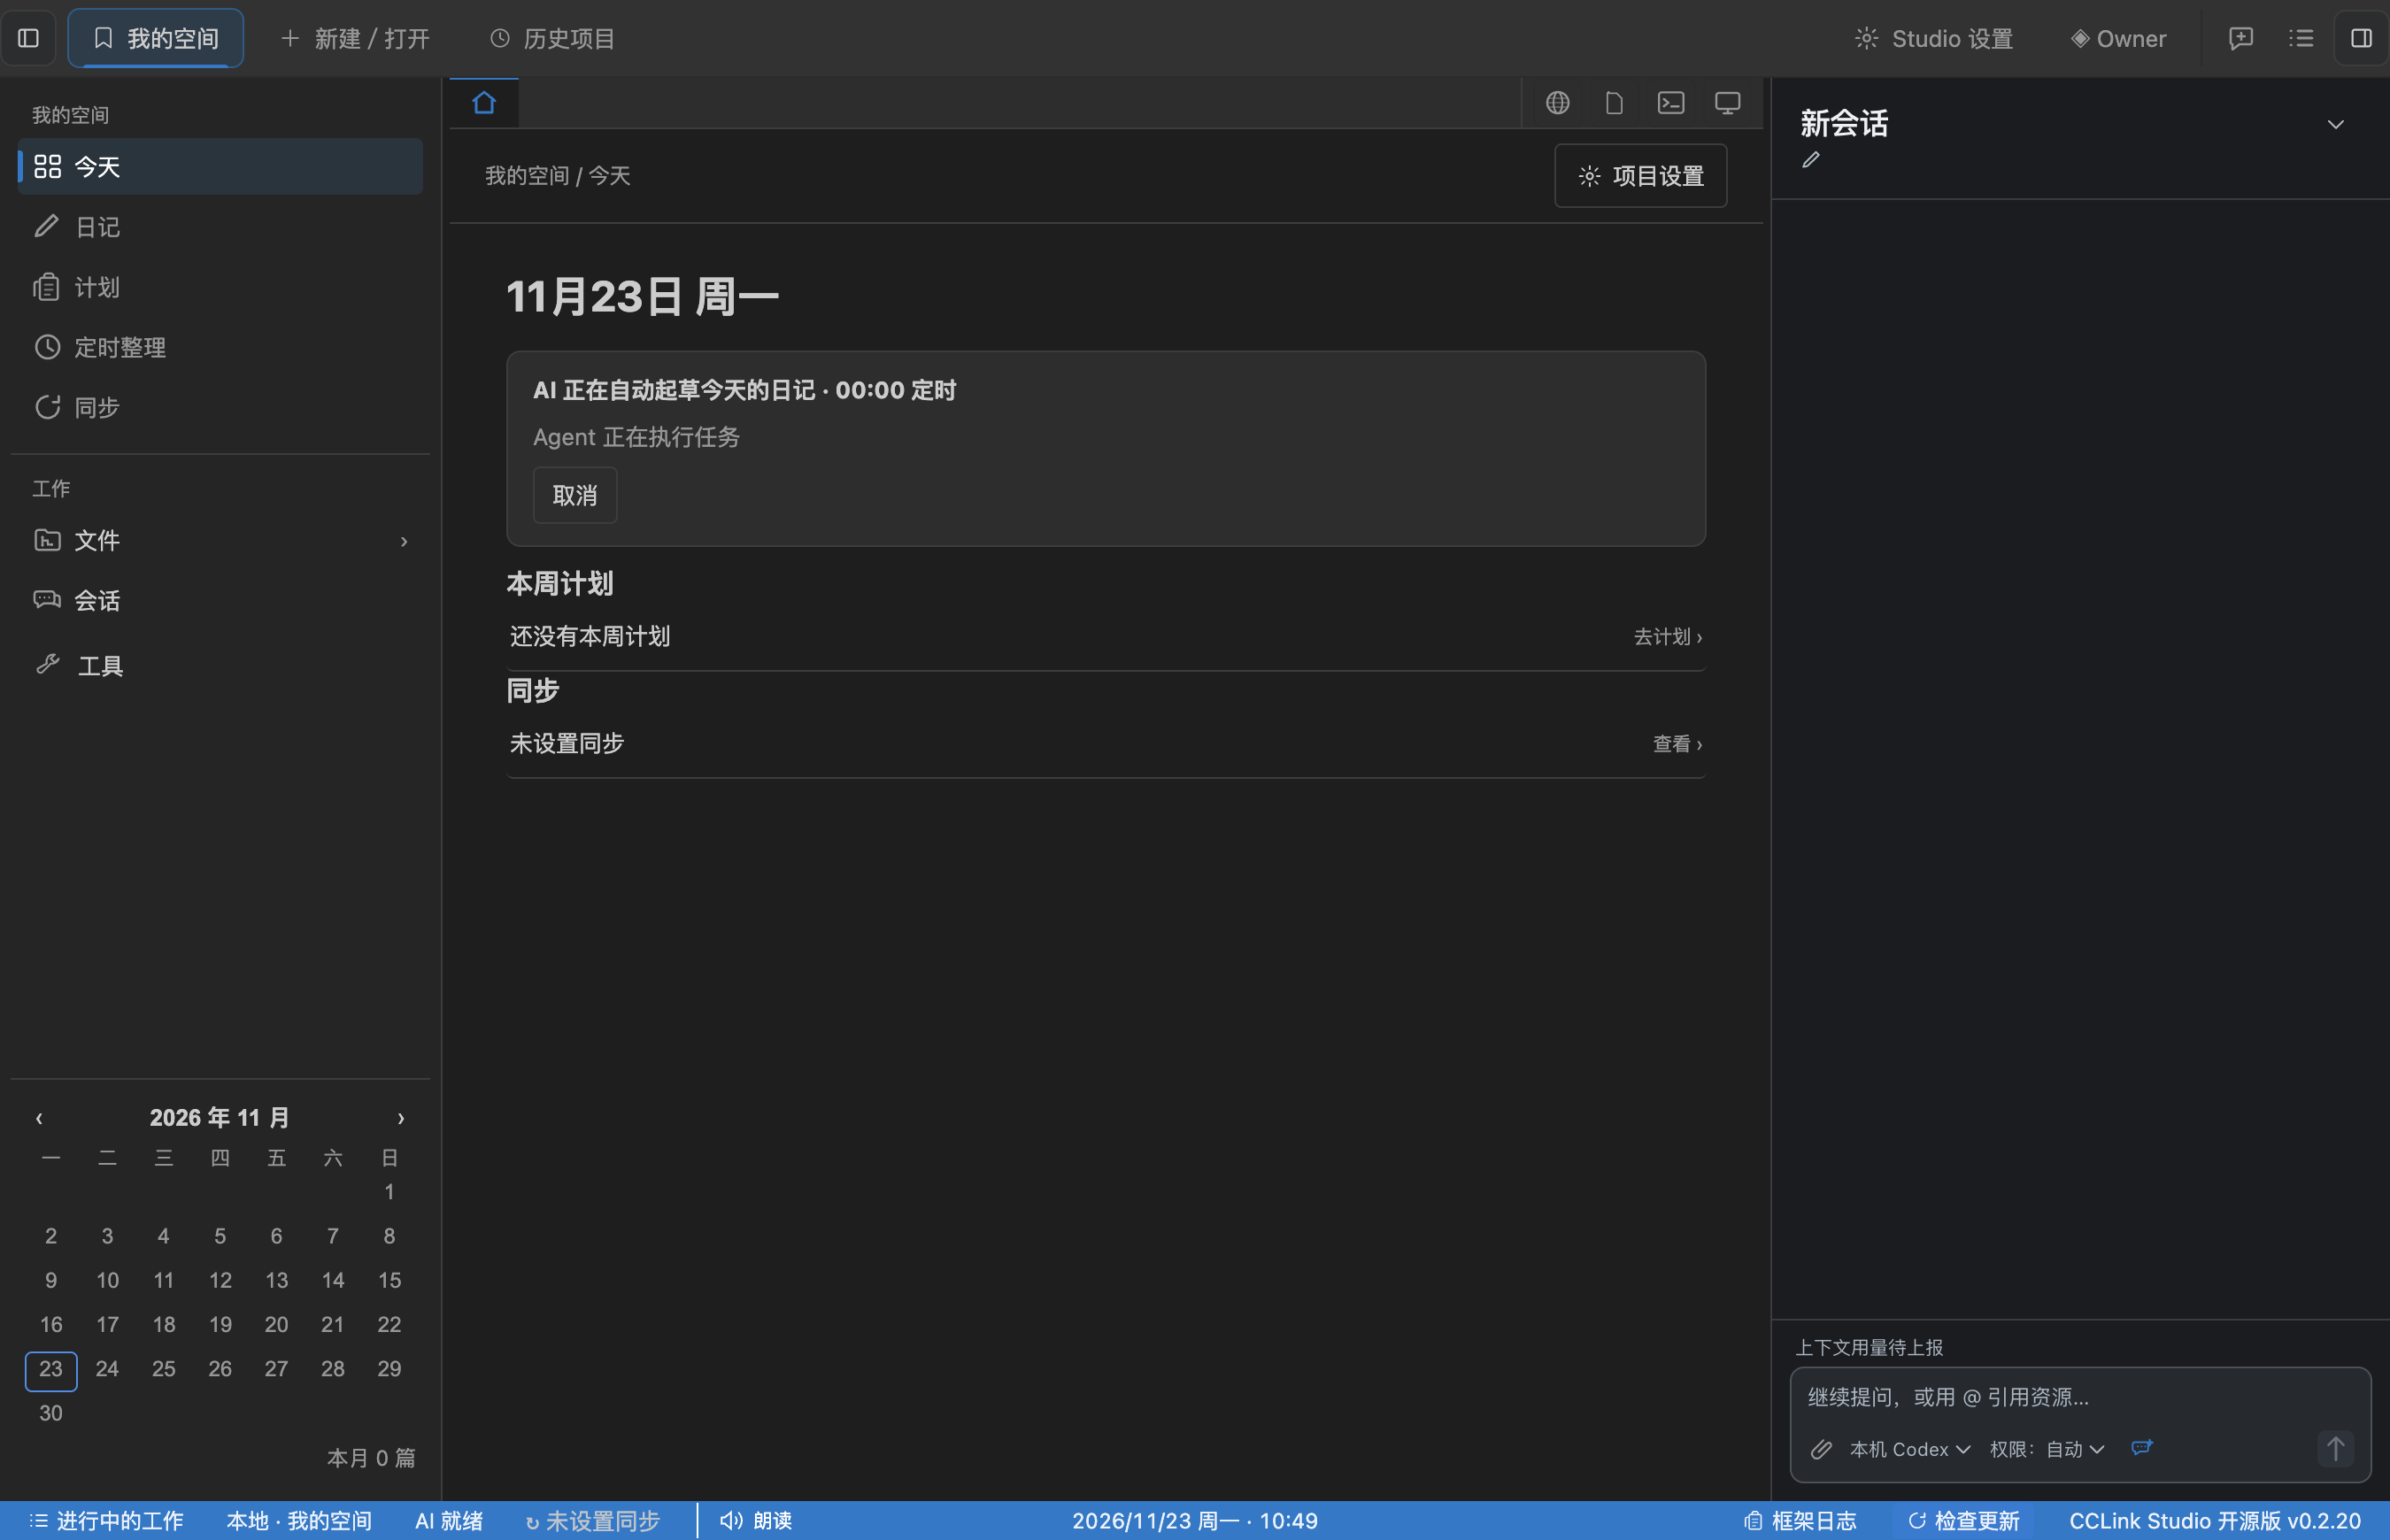 我的空间
新建 / 打开
历史项目
Studio 设置
Owner
我的空间
今天
日记
计划
定时整理
同步
工作
文件
会话
工具
2026 年 11 月
一 二 三 四 五 六 日
1
2 3 4 5 6 7 8
9 10 11 12 13 14 15
16 17 18 19 20 21 22
23 24 25 26 27 28 29
30
本月 0 篇
我的空间 / 今天
项目设置
11月23日 周一
AI 正在自动起草今天的日记 · 00:00 定时
Agent 正在执行任务
取消
本周计划
还没有本周计划
去计划 ›
同步
未设置同步
查看 ›
新会话
上下文用量待上报
继续提问，或用 @ 引用资源...
本机 Codex
权限：自动
进行中的工作
本地 · 我的空间
AI 就绪
未设置同步
朗读
2026/11/23 周一 · 10:49
框架日志
检查更新
CCLink Studio 开源版 v0.2.20